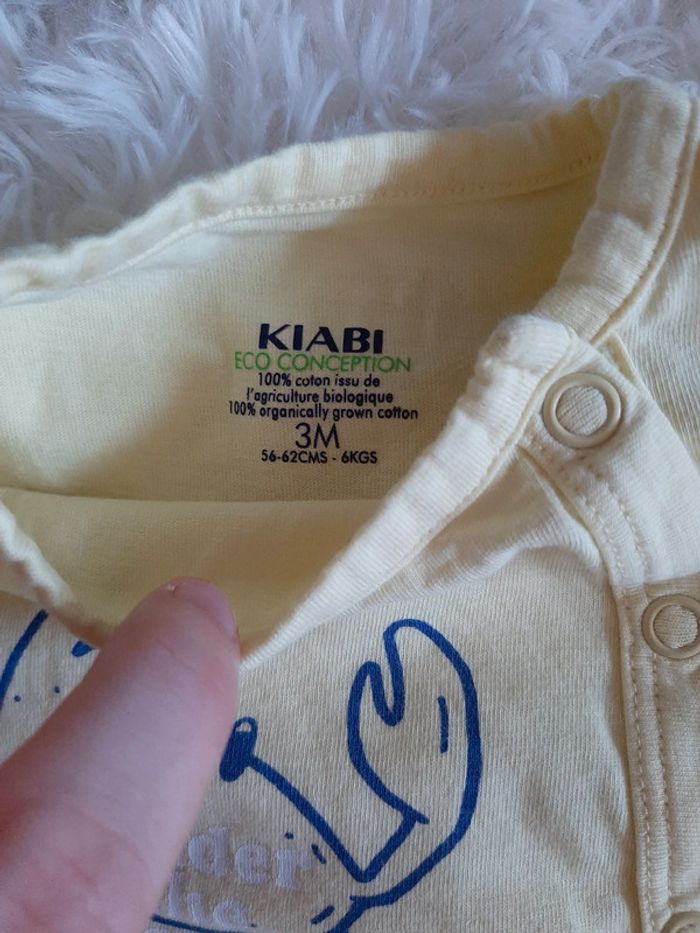 KIABI
ECO CONCEPTION
100% coton issu de
l'agriculture biologique
100% organically grown cotton
3M
56-62CMS - 6KGS